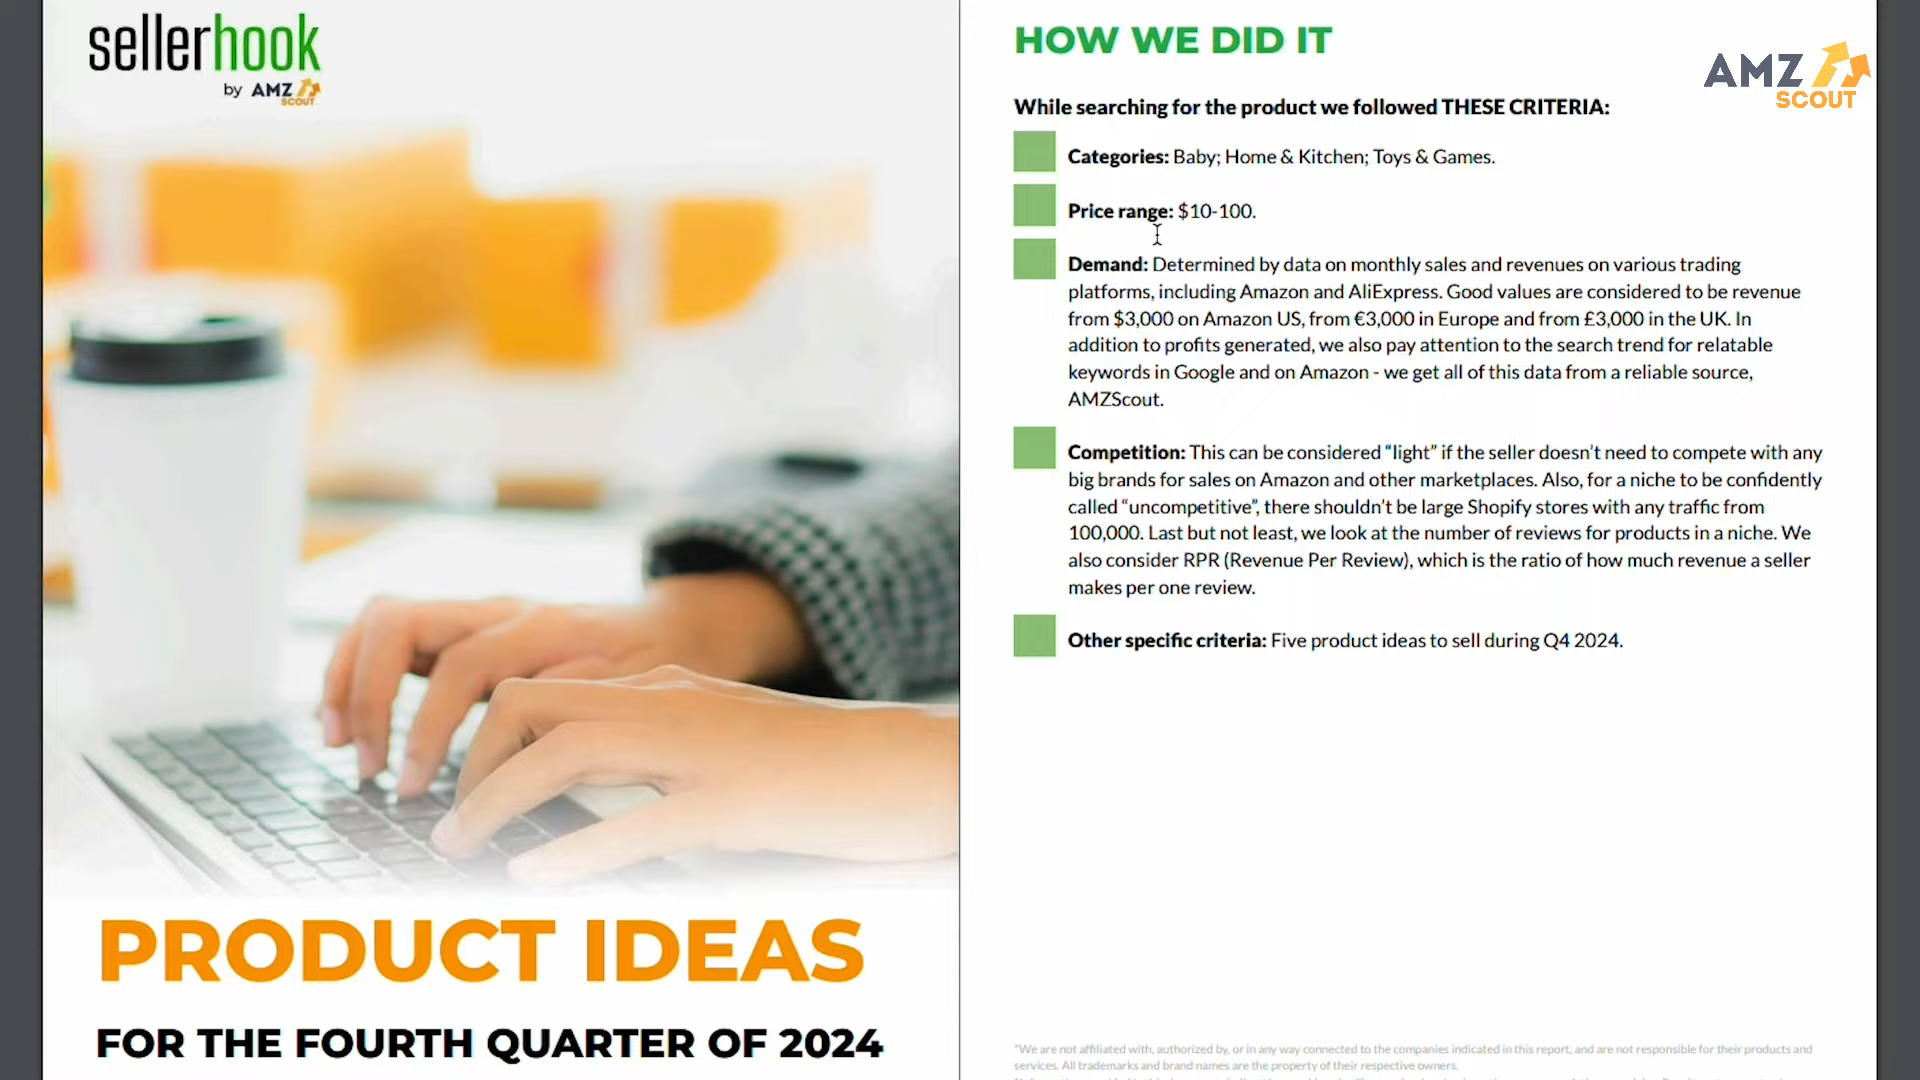 sellerhook
by AMZ
SCOUT
PRODUCT IDEAS
FOR THE FOURTH QUARTER OF 2024
HOW WE DID IT
AMZ
SCOUT
While searching for the product we followed THESE CRITERIA:
Categories: Baby; Home & Kitchen; Toys & Games.
Price range: $10-100.
Demand: Determined by data on monthly sales and revenues on various trading
platforms, including Amazon and AliExpress. Good values are considered to be revenue
from $3,000 on Amazon US, from €3,000 in Europe and from £3,000 in the UK. In
addition to profits generated, we also pay attention to the search trend for relatable
keywords in Google and on Amazon - we get all of this data from a reliable source,
AMZScout.
Competition: This can be considered “light” if the seller doesn’t need to compete with any
big brands for sales on Amazon and other marketplaces. Also, for a niche to be confidently
called “uncompetitive”, there shouldn’t be large Shopify stores with any traffic from
100,000. Last but not least, we look at the number of reviews for products in a niche. We
also consider RPR (Revenue Per Review), which is the ratio of how much revenue a seller
makes per one review.
Other specific criteria: Five product ideas to sell during Q4 2024.
*We are not affiliated with, authorized by, or in any way connected to the companies indicated in this report, and are not responsible for their products and
services. All trademarks and brand names are the property of their respective owners.